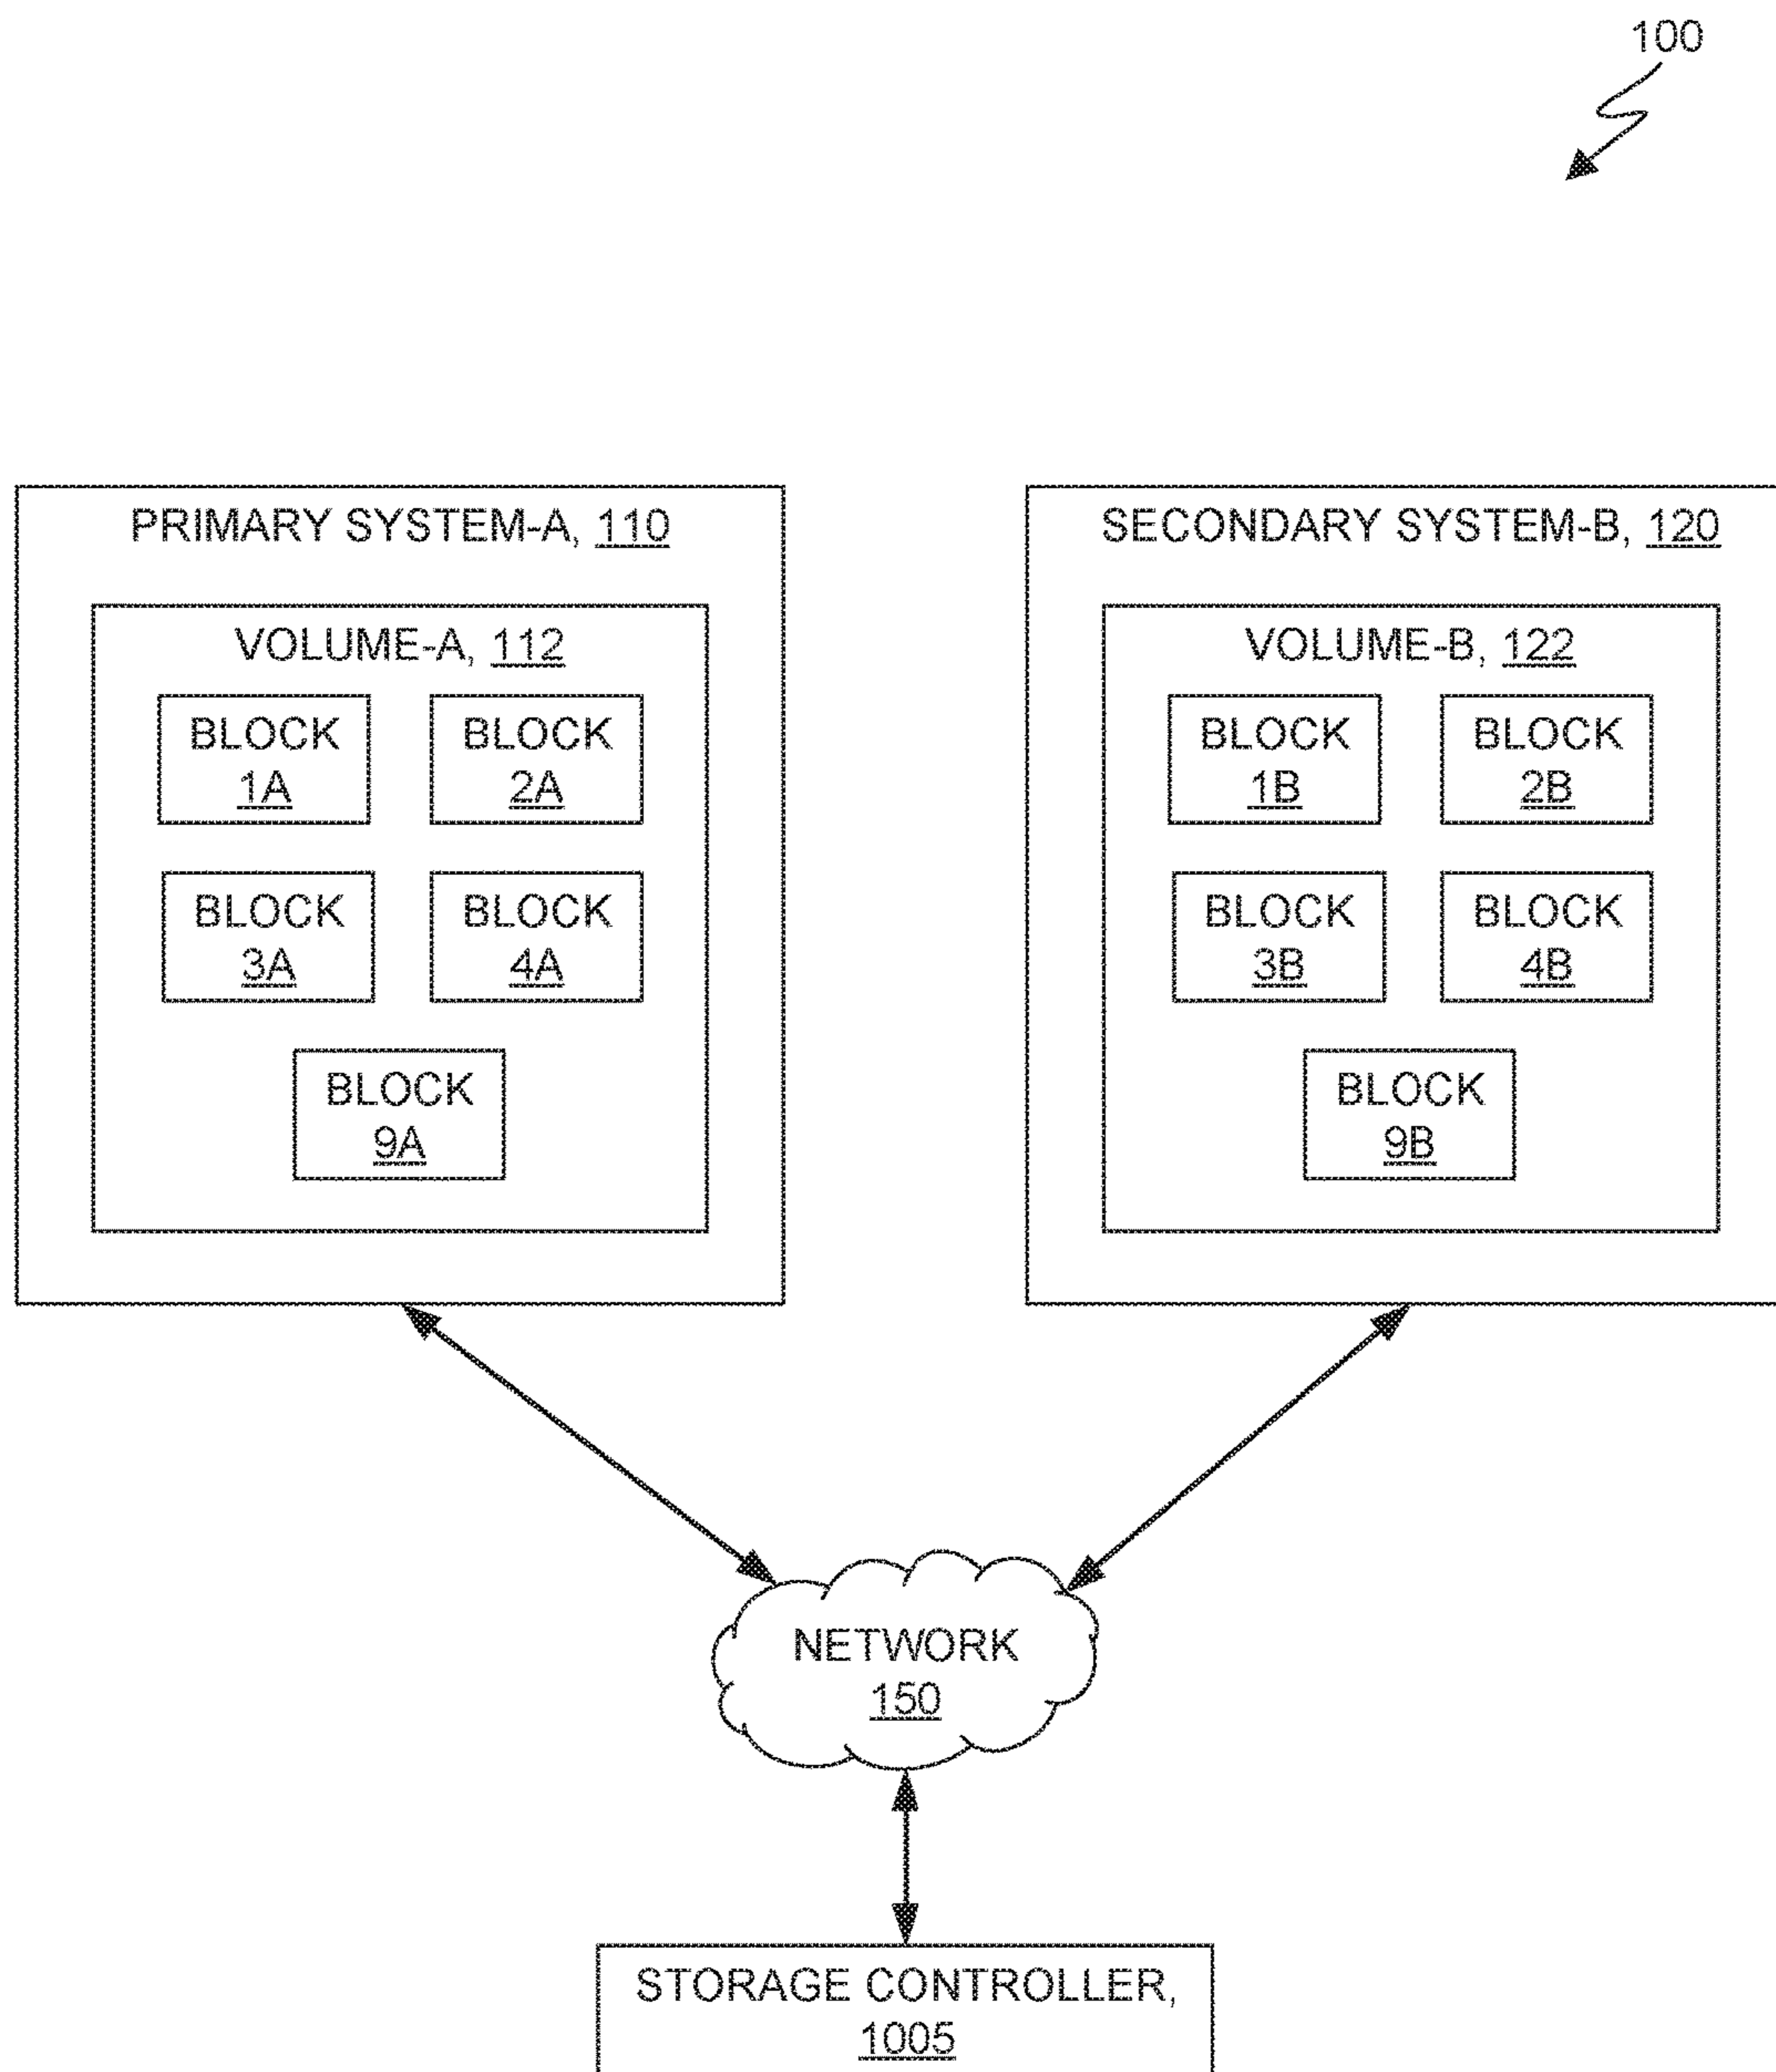 100
PRIMARY SYSTEM-A, 110
VOLUME-A, 112
BLOCK
1A
BLOCK
2A
BLOCK
3A
BLOCK
4A
BLOCK
9A
SECONDARY SYSTEM-B, 120
VOLUME-B, 122
BLOCK
1B
BLOCK
2B
BLOCK
3B
BLOCK
4B
BLOCK
9B
NETWORK
150
STORAGE CONTROLLER,
1005